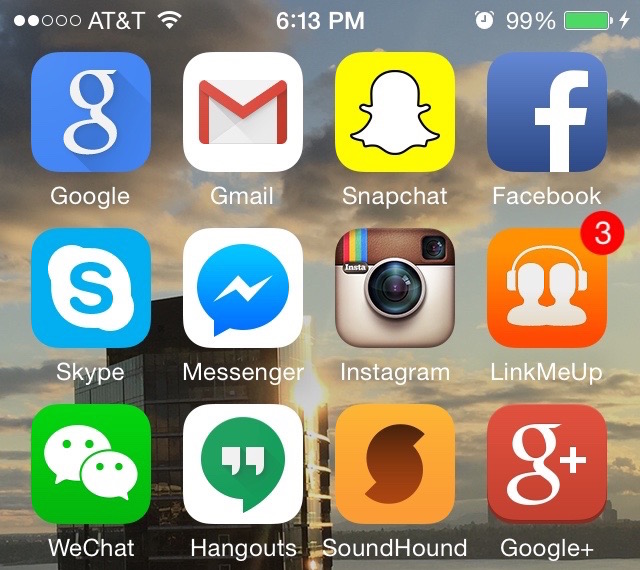 AT&T 6:13 PM 99%
g
Google Gmail Snapchat Facebook
f
3
S Insta
Skype Messenger Instagram LinkMeUp
g+
WeChat Hangouts SoundHound Google+